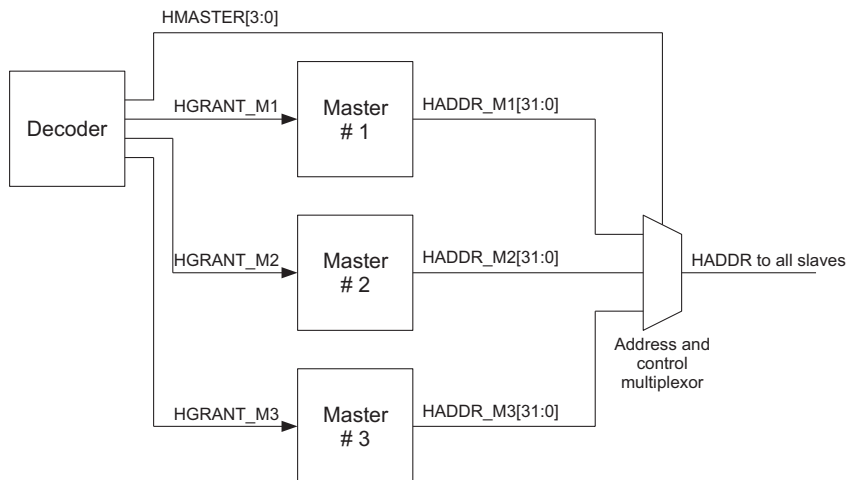 HMASTER[3:0]
Decoder
HGRANT_M1
Master
# 1
HADDR_M1[31:0]
HGRANT_M2
Master
# 2
HADDR_M2[31:0]
HADDR to all slaves
Address and
control
multiplexor
HGRANT_M3
Master
# 3
HADDR_M3[31:0]